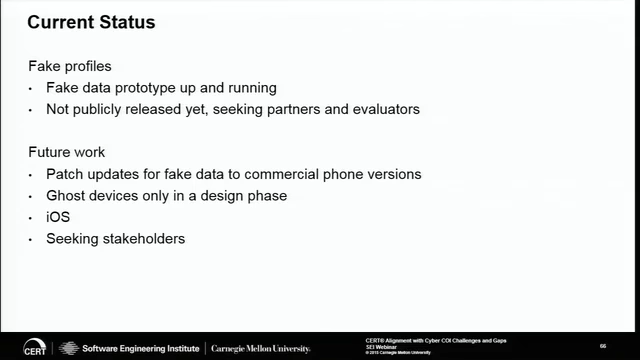 Current Status
Fake profiles
• Fake data prototype up and running
• Not publicly released yet, seeking partners and evaluators
Future work
• Patch updates for fake data to commercial phone versions
• Ghost devices only in a design phase
• iOS
• Seeking stakeholders
CERT
Software Engineering Institute
Carnegie Mellon University
CERT® Alignment with Cyber COI Challenges and Gaps
SEI Webinar
© 2015 Carnegie Mellon University
66